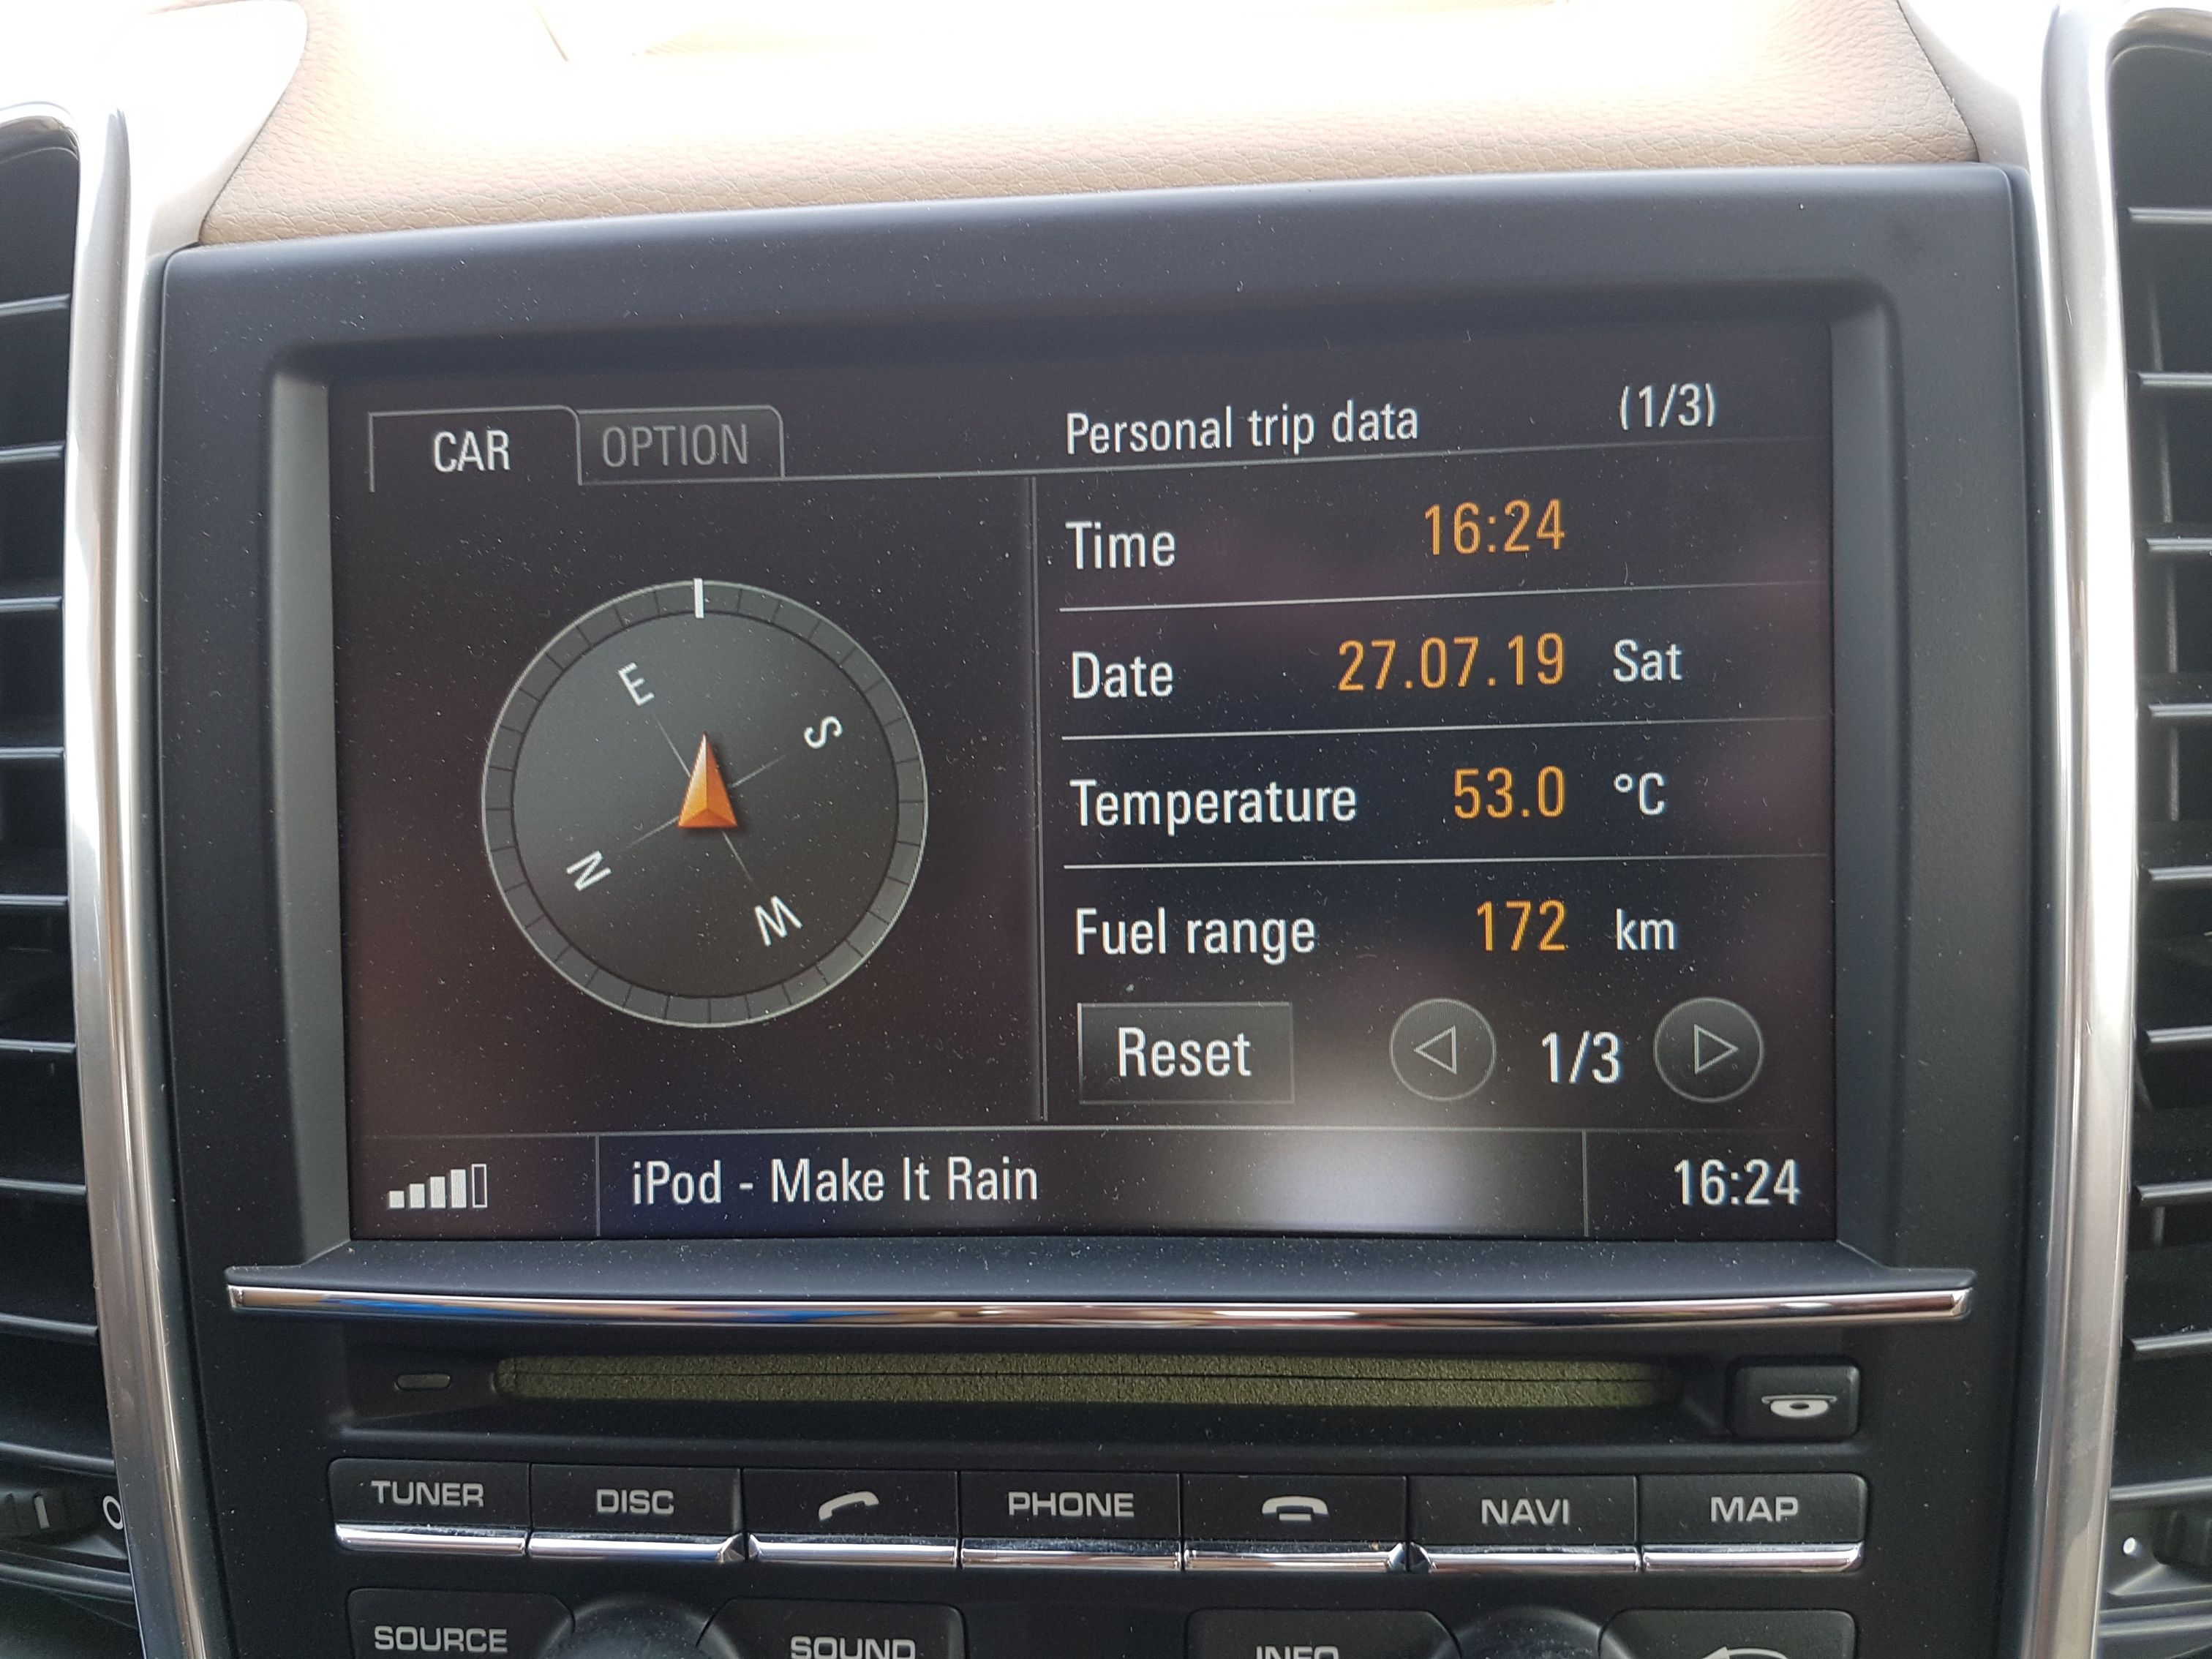 CAR OPTION Personal trip data (1/3)
Time 16:24
Date 27.07.19 Sat
Temperature 53.0 °C
Fuel range 172 km
E
S
N
W
Reset 1/3
iPod - Make It Rain 16:24
TUNER DISC PHONE NAVI MAP
SOURCE SOUND INFO